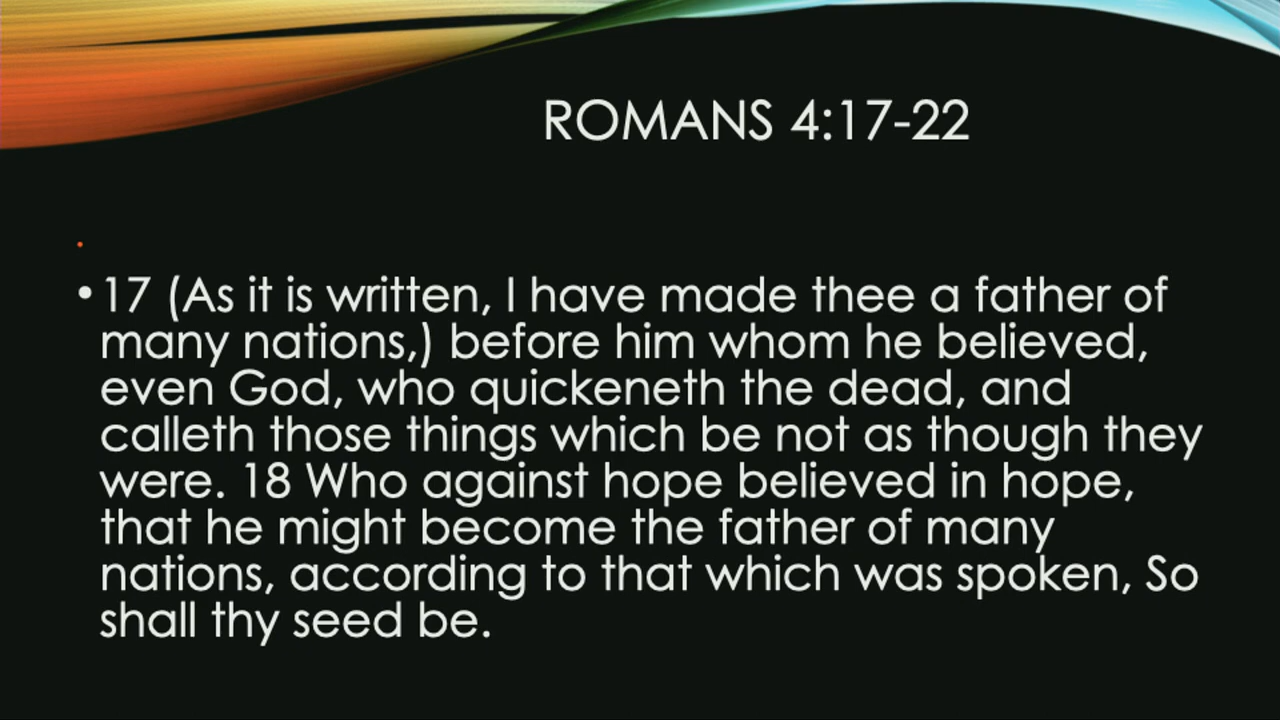 ROMANS 4:17-22
•
• 17 (As it is written, I have made thee a father of
many nations,) before him whom he believed,
even God, who quickeneth the dead, and
calleth those things which be not as though they
were. 18 Who against hope believed in hope,
that he might become the father of many
nations, according to that which was spoken, So
shall thy seed be.